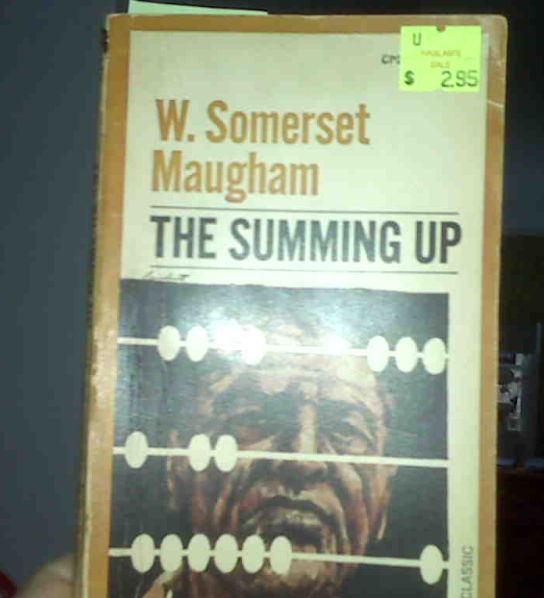 U
$ 2.95
W. Somerset
Maugham
THE SUMMING UP
CLASSIC